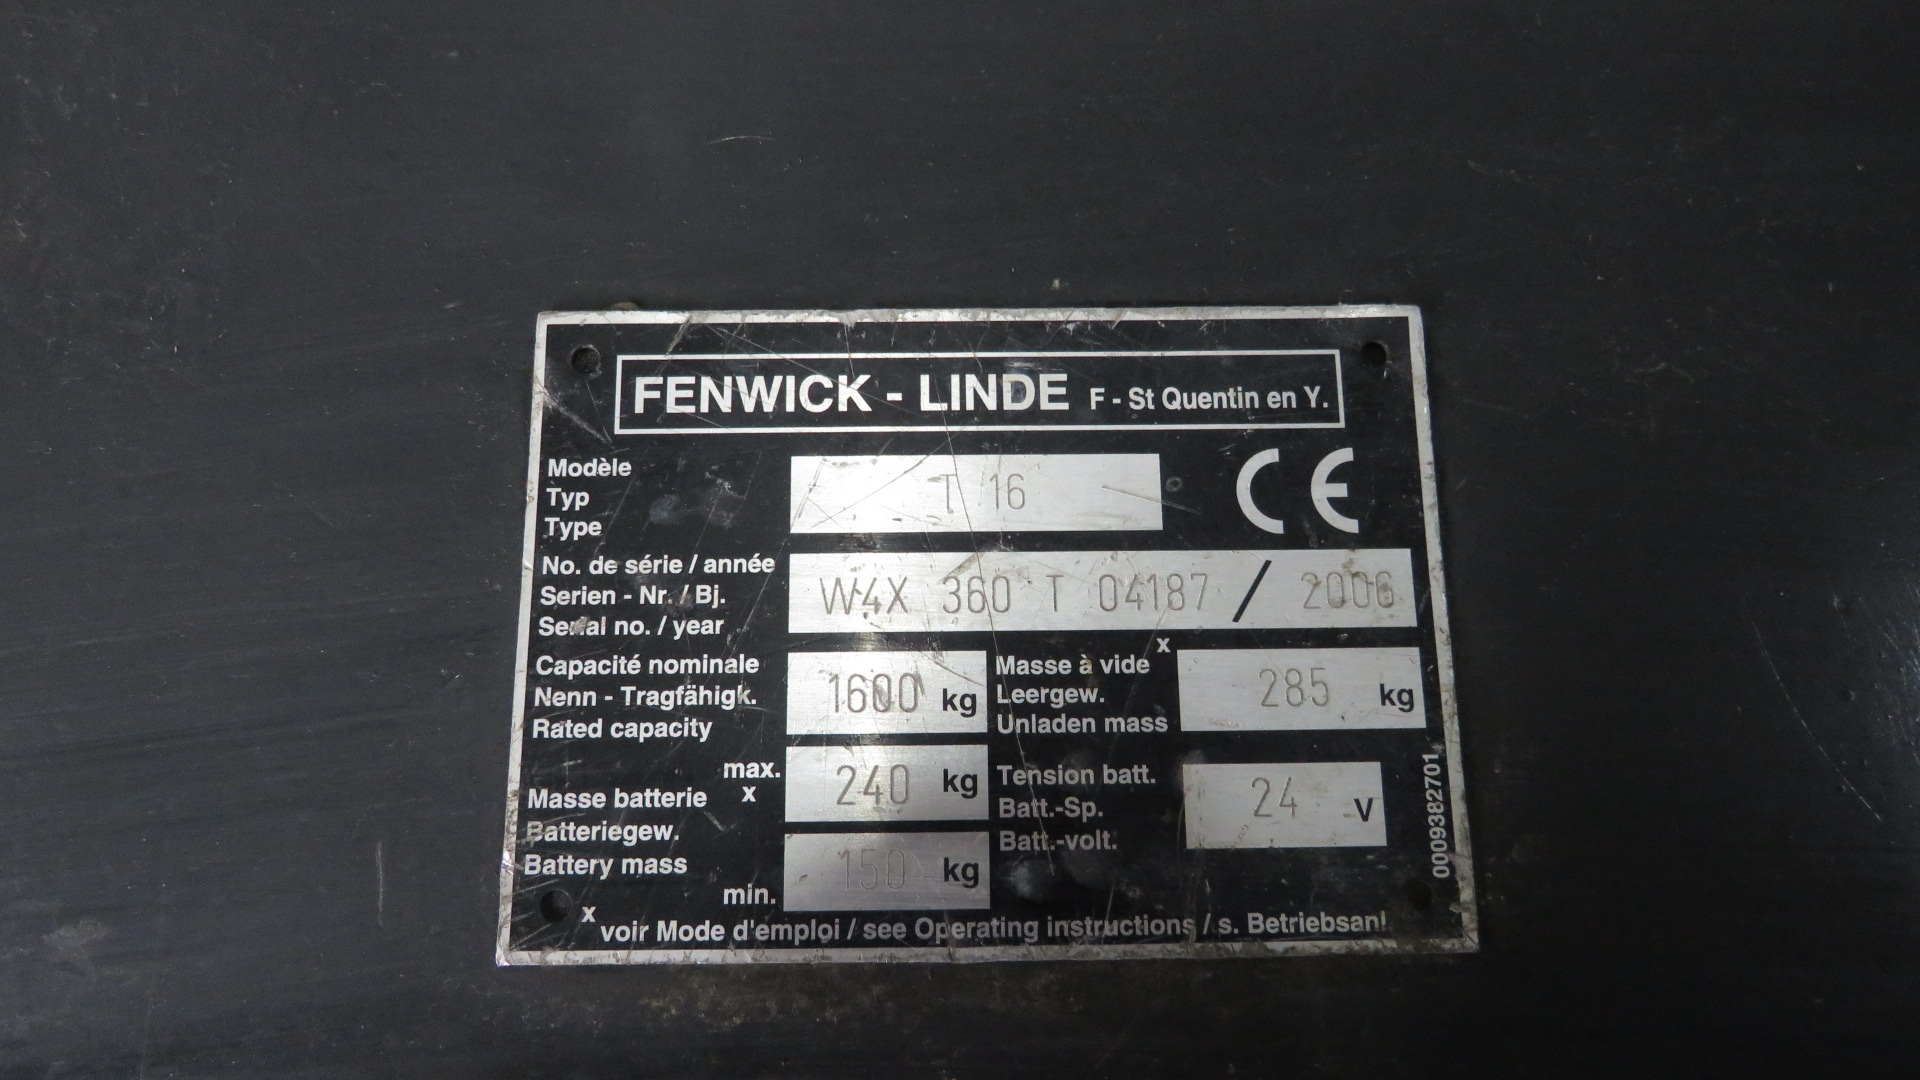 FENWICK - LINDE F - St Quentin en Y.
Modèle
Typ
Type
T 16
CE
No. de série / année
Serien - Nr. / Bj.
Serial no. / year
W4X 360 T 04187 / 2006
Capacité nominale
Nenn - Tragfähigk.
Rated capacity
1600 kg
Masse à vide x
Leergew.
Unladen mass
285 kg
Masse batterie x
Batteriegew.
Battery mass
max.
240 kg
min.
150 kg
Tension batt.
Batt.-Sp.
Batt.-volt.
24 V
0009382701
x voir Mode d'emploi / see Operating instructions / s. Betriebsanl.